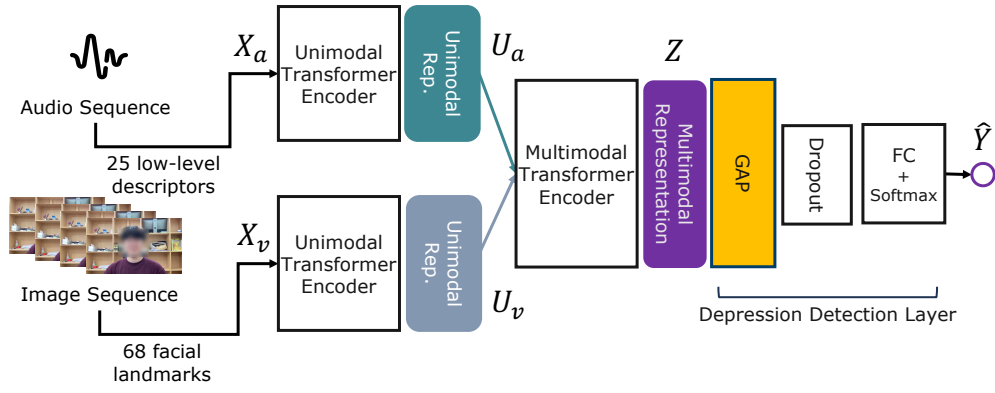 Audio Sequence
25 low-level
descriptors
Image Sequence
68 facial
landmarks
X_a
Unimodal
Transformer
Encoder
Unimodal
Rep.
U_a
X_v
Unimodal
Transformer
Encoder
Unimodal
Rep.
U_v
Multimodal
Transformer
Encoder
Z
Multimodal
Representation
GAP
Dropout
FC
+
Softmax
Ŷ
Depression Detection Layer